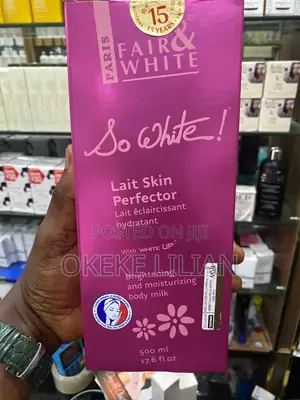 15
15 YEARS
PARIS
FAIR&
WHITE
So White!
Lait Skin
Perfector
Lait éclaircissant
hydratant
POSTED ON JIJI
With "WHITE UP"
OKEKE LILIAN
Brightening
and moisturizing
body milk
500 ml
17.6 fl.oz